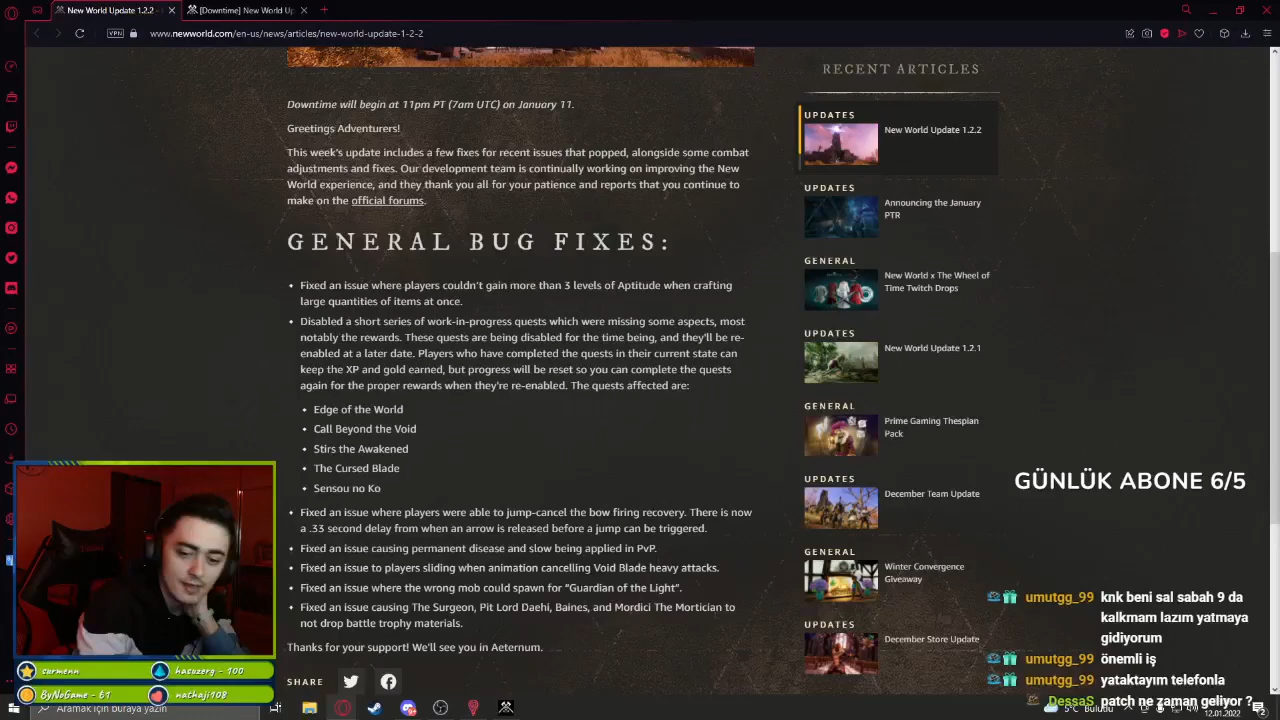 New World Update 1.2.2 -
[Downtime] New World Up
VPN
www.newworld.com/en-us/news/articles/new-world-update-1-2-2
Downtime will begin at 11pm PT (7am UTC) on January 11.
Greetings Adventurers!
This week's update includes a few fixes for recent issues that popped, alongside some combat
adjustments and fixes. Our development team is continually working on improving the New
World experience, and they thank you all for your patience and reports that you continue to
make on the official forums.
GENERAL BUG FIXES:
Fixed an issue where players couldn't gain more than 3 levels of Aptitude when crafting
large quantities of items at once.
Disabled a short series of work-in-progress quests which were missing some aspects, most
notably the rewards. These quests are being disabled for the time being, and they'll be re-
enabled at a later date. Players who have completed the quests in their current state can
keep the XP and gold earned, but progress will be reset so you can complete the quests
again for the proper rewards when they're re-enabled. The quests affected are:
Edge of the World
Call Beyond the Void
Stirs the Awakened
The Cursed Blade
Sensou no Ko
Fixed an issue where players were able to jump-cancel the bow firing recovery. There is now
a .33 second delay from when an arrow is released before a jump can be triggered.
Fixed an issue causing permanent disease and slow being applied in PvP.
Fixed an issue to players sliding when animation cancelling Void Blade heavy attacks.
Fixed an issue where the wrong mob could spawn for “Guardian of the Light”.
Fixed an issue causing The Surgeon, Pit Lord Daehi, Baines, and Mordici The Mortician to
not drop battle trophy materials.
Thanks for your support! We'll see you in Aeternum.
SHARE
RECENT ARTICLES
UPDATES
New World Update 1.2.2
UPDATES
Announcing the January
PTR
GENERAL
New World x The Wheel of
Time Twitch Drops
UPDATES
New World Update 1.2.1
GENERAL
Prime Gaming Thespian
Pack
UPDATES
December Team Update
GENERAL
Winter Convergence
Giveaway
UPDATES
December Store Update
GÜNLÜK ABONE 6/5
umutgg_99 knk beni sal sabah 9 da
kalkmam lazım yatmaya
gidiyorum
umutgg_99 önemli iş
umutgg_99 yataktayım telefonla
DessaS patch ne zaman geliyor ?
surmenn
hasuzerg - 100
ByNoGame - 61
nachaji108
Aramak için buraya yazın
5°C Bulutlu
12.01.2022
2